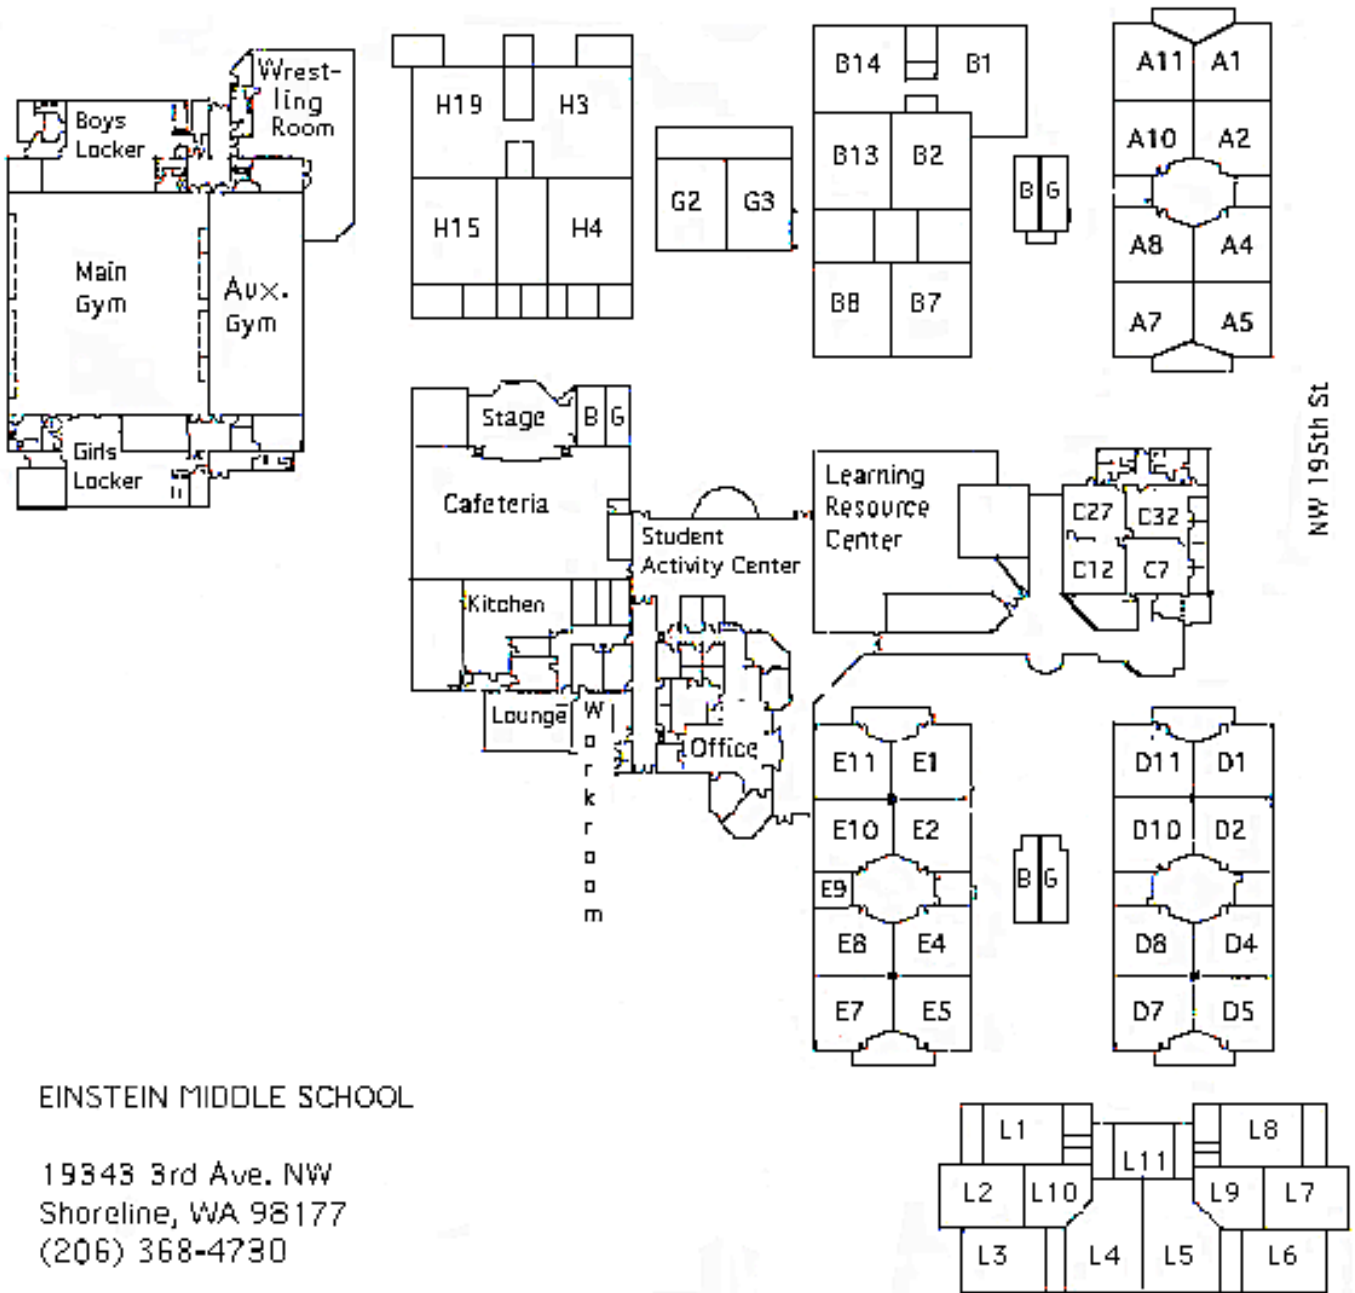 Wrest-
ling
Room
Boys
Locker
Main
Gym
Aux.
Gym
Girls
Locker
H19 H3
H15 H4
G2 G3
B14 B1
B13 B2
B8 B7
B G
A11 A1
A10 A2
A8 A4
A7 A5
NW 195th St
Stage
B G
Cafeteria
Student
Activity Center
Kitchen
Lounge
Workroom
Office
Learning
Resource
Center
C27 C32
C12 C7
E11 E1
E10 E2
E9
E8 E4
E7 E5
B G
D11 D1
D10 D2
D8 D4
D7 D5
L1 L11 L8
L2 L10 L9 L7
L3 L4 L5 L6
EINSTEIN MIDDLE SCHOOL
19343 3rd Ave. NW
Shoreline, WA 98177
(206) 368-4730